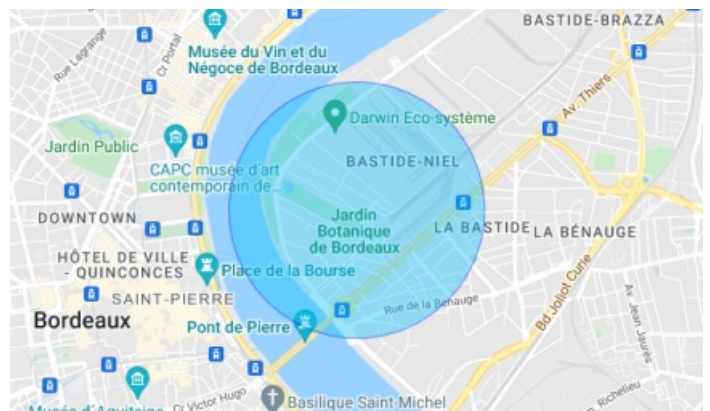 BASTIDE-BRAZZA
Rue Lagrange
Cr Portal
Musée du Vin et du
Négoce de Bordeaux
Av. Thiers
Darwin Eco-système
Jardin Public
BASTIDE-NIEL
CAPC musée d'art
contemporain de...
DOWNTOWN
Jardin
Botanique
de Bordeaux
LA BASTIDE
LA BÉNAUGE
HÔTEL DE VILLE
- QUINCONCES
Place de la Bourse
Bd Joliot Curie
SAINT-PIERRE
Rue de la Benauge
Av. Jean Jaurès
Bordeaux
Pont de Pierre
Richelieu
Cr Victor Hugo
Basilique Saint-Michel
Musée d'Aquitaine